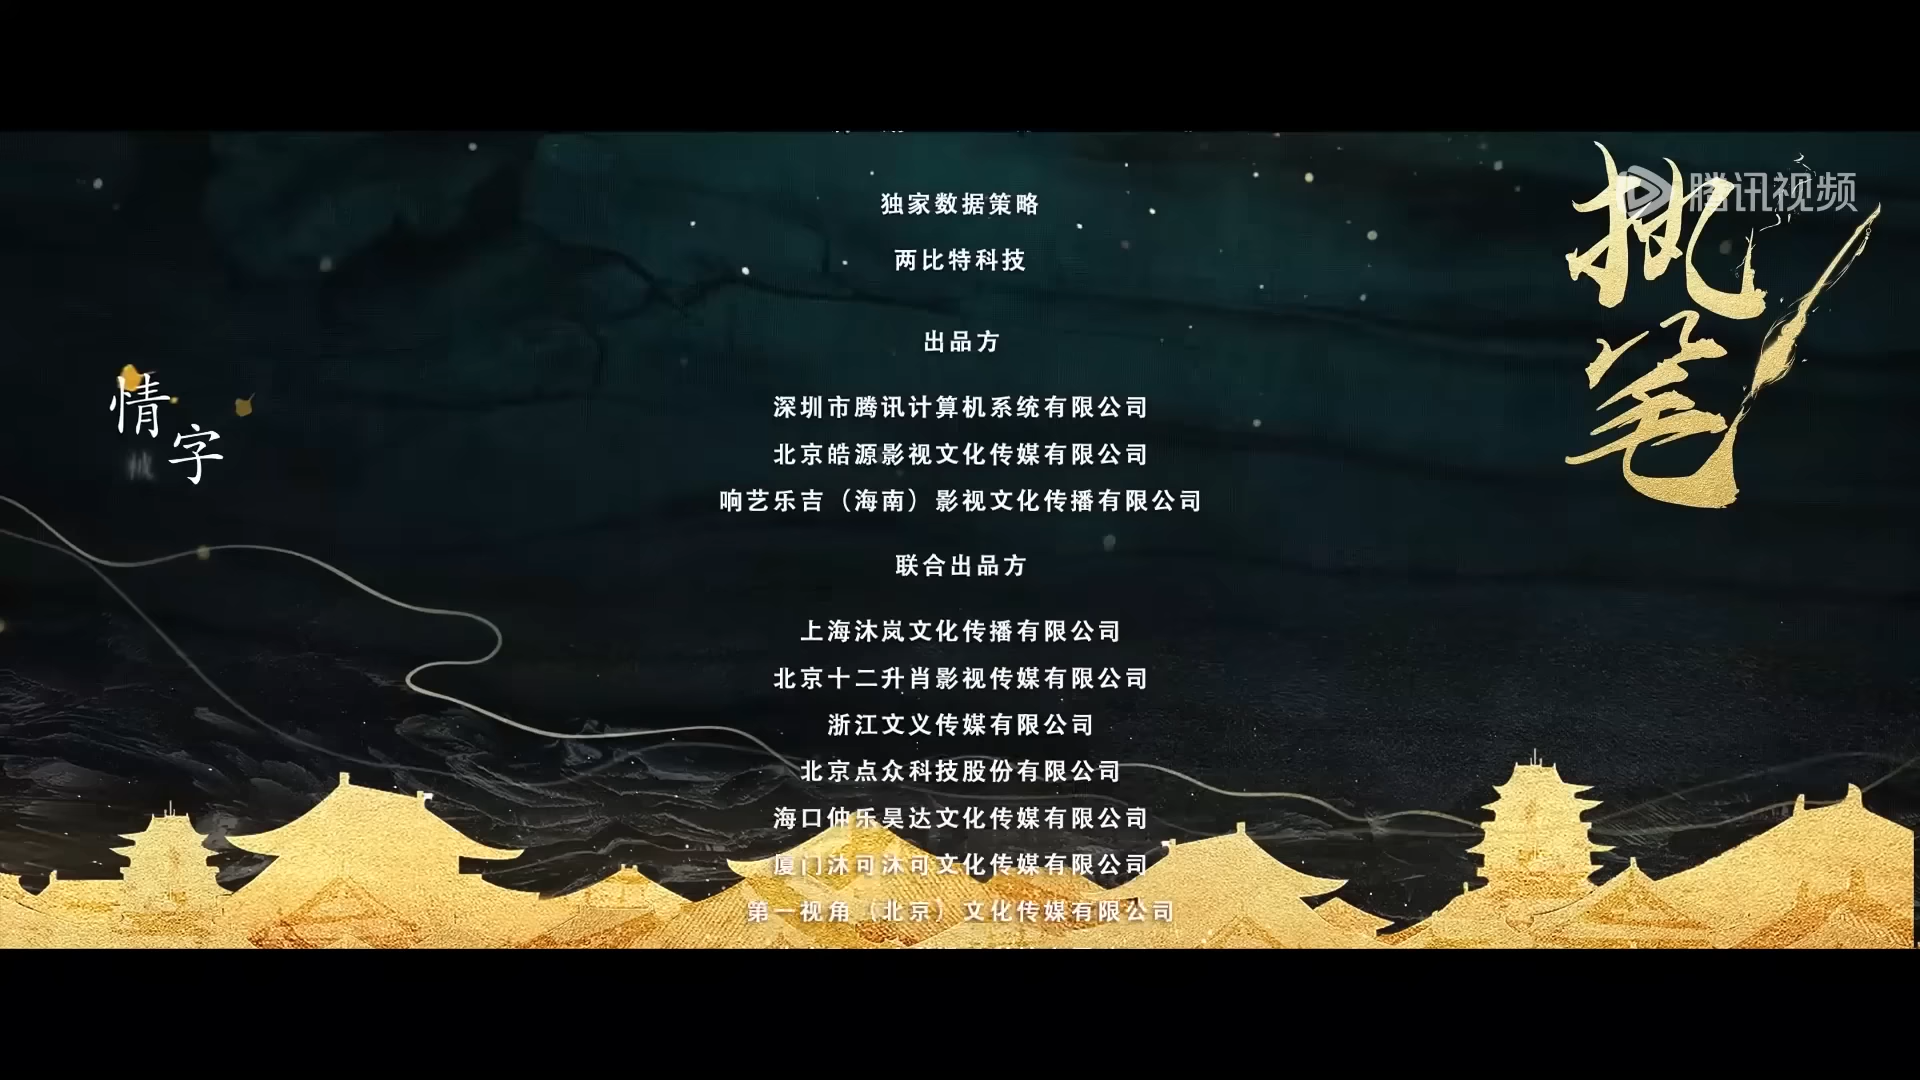 独家数据策略
两比特科技
出品方
深圳市腾讯计算机系统有限公司
北京皓源影视文化传媒有限公司
响艺乐吉（海南）影视文化传播有限公司
联合出品方
上海沐岚文化传播有限公司
北京十二升肖影视传媒有限公司
浙江文义传媒有限公司
北京点众科技股份有限公司
海口仲乐昊达文化传媒有限公司
厦门沐可沐可文化传媒有限公司
第一视角（北京）文化传媒有限公司
情字
执笔
腾讯视频